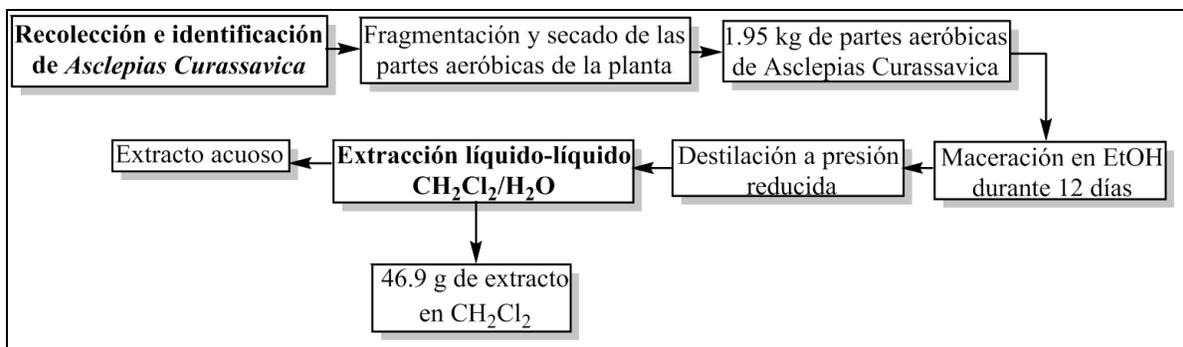 Recolección e identificación
de Asclepias Curassavica
Fragmentación y secado de las
partes aeróbicas de la planta
1.95 kg de partes aeróbicas
de Asclepias Curassavica
Maceración en EtOH
durante 12 días
Destilación a presión
reducida
Extracción líquido-líquido
CH₂Cl₂/H₂O
Extracto acuoso
46.9 g de extracto
en CH₂Cl₂